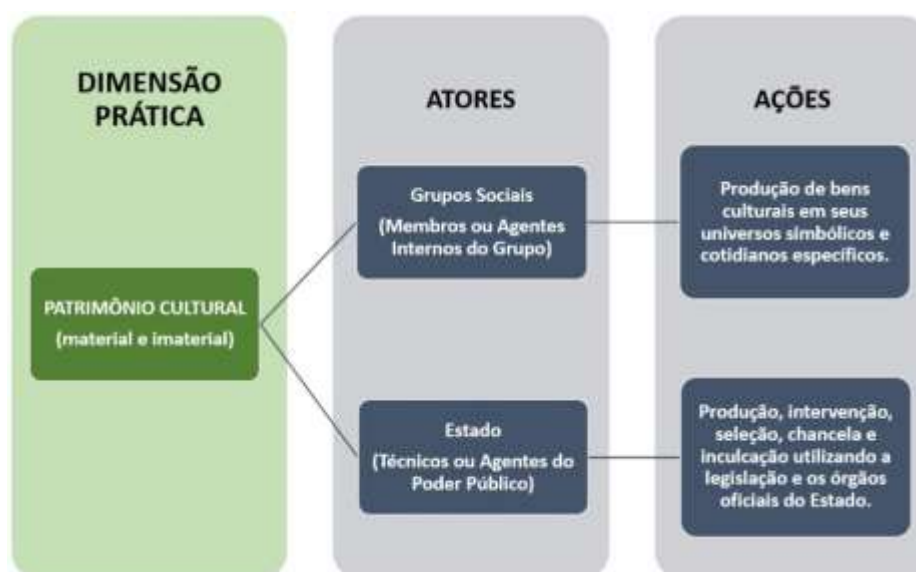 DIMENSÃO
PRÁTICA
ATORES
AÇÕES
PATRIMÔNIO CULTURAL
(material e imaterial)
Grupos Sociais
(Membros ou Agentes
Internos do Grupo)
Produção de bens
culturais em seus
universos simbólicos e
cotidianos específicos.
Estado
(Técnicos ou Agentes do
Poder Público)
Produção, intervenção,
seleção, chancela e
inculcação utilizando a
legislação e os órgãos
oficiais do Estado.